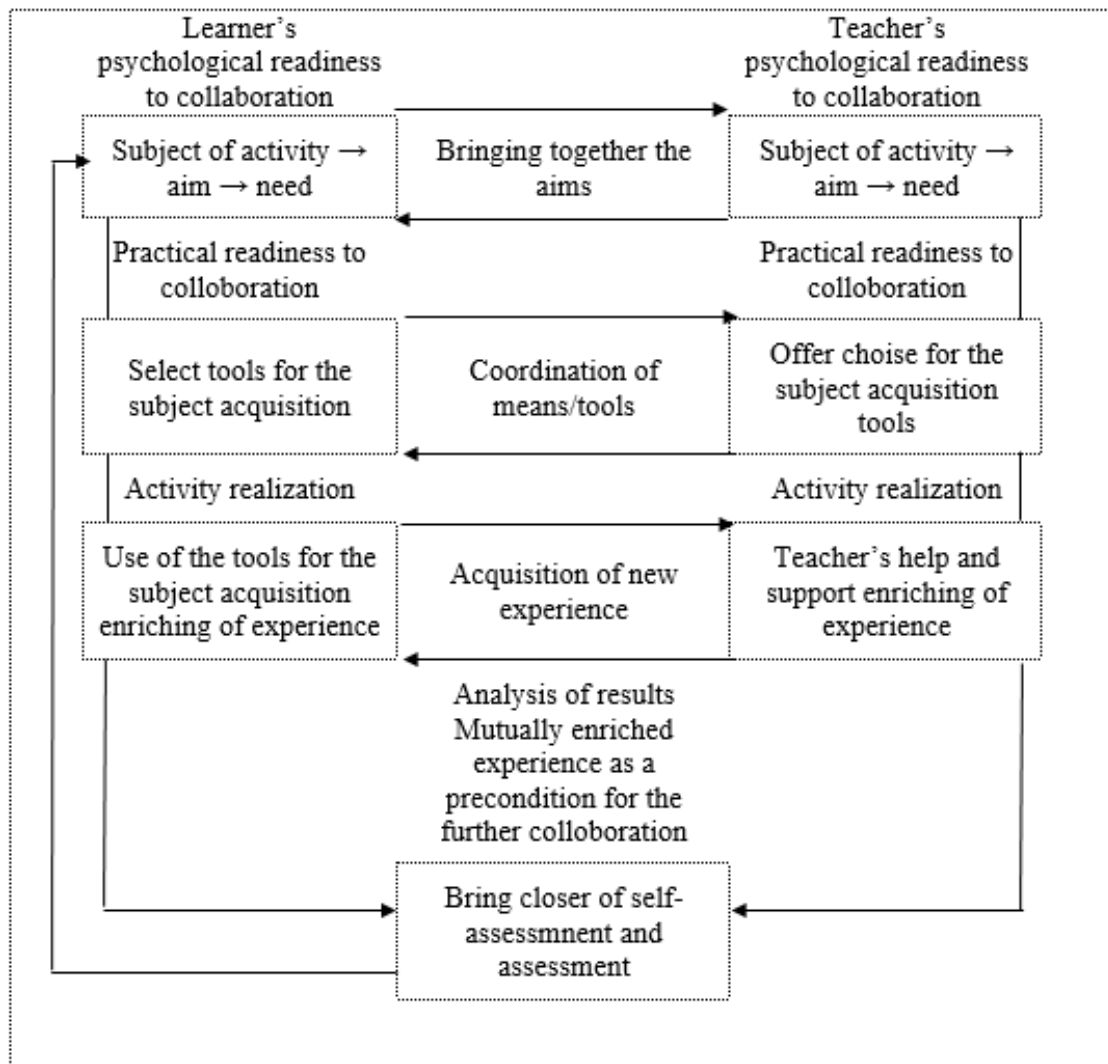 Learner’s
psychological readiness
to collaboration
Teacher’s
psychological readiness
to collaboration
Subject of activity →
aim → need
Bringing together the
aims
Subject of activity →
aim → need
Practical readiness to
colloboration
Practical readiness to
colloboration
Select tools for the
subject acquisition
Coordination of
means/tools
Offer choise for the
subject acquisition
tools
Activity realization
Activity realization
Use of the tools for the
subject acquisition
enriching of experience
Acquisition of new
experience
Teacher’s help and
support enriching of
experience
Analysis of results
Mutually enriched
experience as a
precondition for the
further colloboration
Bring closer of self-
assessmnent and
assessment